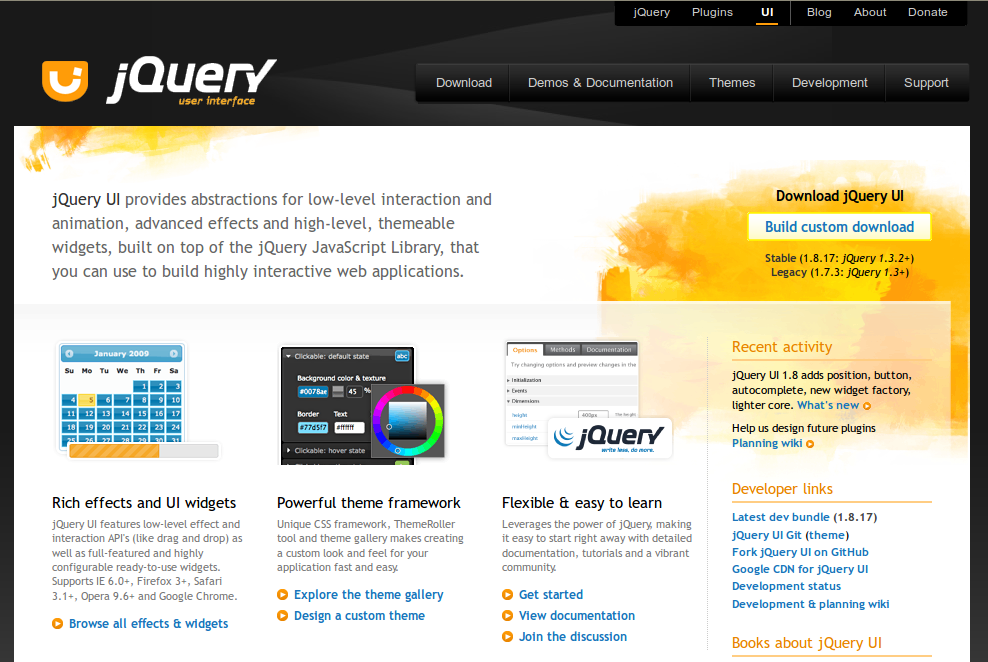 jQuery Plugins UI Blog About Donate
jQuery
user interface
Download Demos & Documentation Themes Development Support
jQuery UI provides abstractions for low-level interaction and
animation, advanced effects and high-level, themeable
widgets, built on top of the jQuery JavaScript Library, that
you can use to build highly interactive web applications.
Download jQuery UI
Build custom download
Stable (1.8.17: jQuery 1.3.2+)
Legacy (1.7.3: jQuery 1.3+)
January 2009
Su Mo Tu We Th Fr Sa
1 2 3
4 5 6 7 8 9 10
11 12 13 14 15 16 17
18 19 20 21 22 23 24
25 26 27 28 29 30 31
Rich effects and UI widgets
jQuery UI features low-level effect and
interaction API's (like drag and drop) as
well as full-featured and highly
configurable ready-to-use widgets.
Supports IE 6.0+, Firefox 3+, Safari
3.1+, Opera 9.6+ and Google Chrome.
Browse all effects & widgets
Clickable: default state abc
Background color & texture
#0078ae 45 %
Border Text
#77d5f7 #ffffff
Clickable: hover state
Powerful theme framework
Unique CSS framework, ThemeRoller
tool and theme gallery makes creating
a custom look and feel for your
application fast and easy.
Explore the theme gallery
Design a custom theme
Options Methods Documentation
Try changing options and preview changes in the
Initialization
Events
Dimensions
height 400px The height
minHeight
maxHeight
jQuery
write less, do more.
Flexible & easy to learn
Leverages the power of jQuery, making
it easy to start right away with detailed
documentation, tutorials and a vibrant
community.
Get started
View documentation
Join the discussion
Recent activity
jQuery UI 1.8 adds position, button,
autocomplete, new widget factory,
lighter core. What's new
Help us design future plugins
Planning wiki
Developer links
Latest dev bundle (1.8.17)
jQuery UI Git (theme)
Fork jQuery UI on GitHub
Google CDN for jQuery UI
Development status
Development & planning wiki
Books about jQuery UI